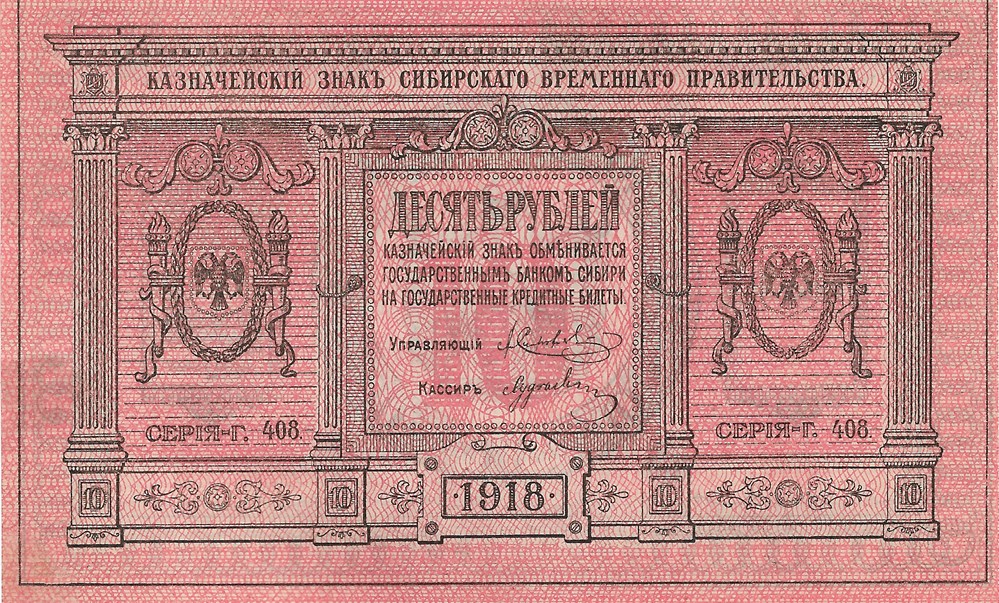 КАЗНАЧЕЙСКІЙ ЗНАКЪ СИБИРСКАГО ВРЕМЕННАГО ПРАВИТЕЛЬСТВА.
ДЕСЯТЬ РУБЛЕЙ
КАЗНАЧЕЙСКІЙ ЗНАКЪ ОБМѢНИВАЕТСЯ
ГОСУДАРСТВЕННЫМЪ БАНКОМЪ СИБИРИ
НА ГОСУДАРСТВЕННЫЕ КРЕДИТНЫЕ БИЛЕТЫ.
10
УПРАВЛЯЮЩІЙ
КАССИРЪ
СЕРІЯ-Г. 408.
СЕРІЯ-Г. 408.
10
10
·1918·
10
10